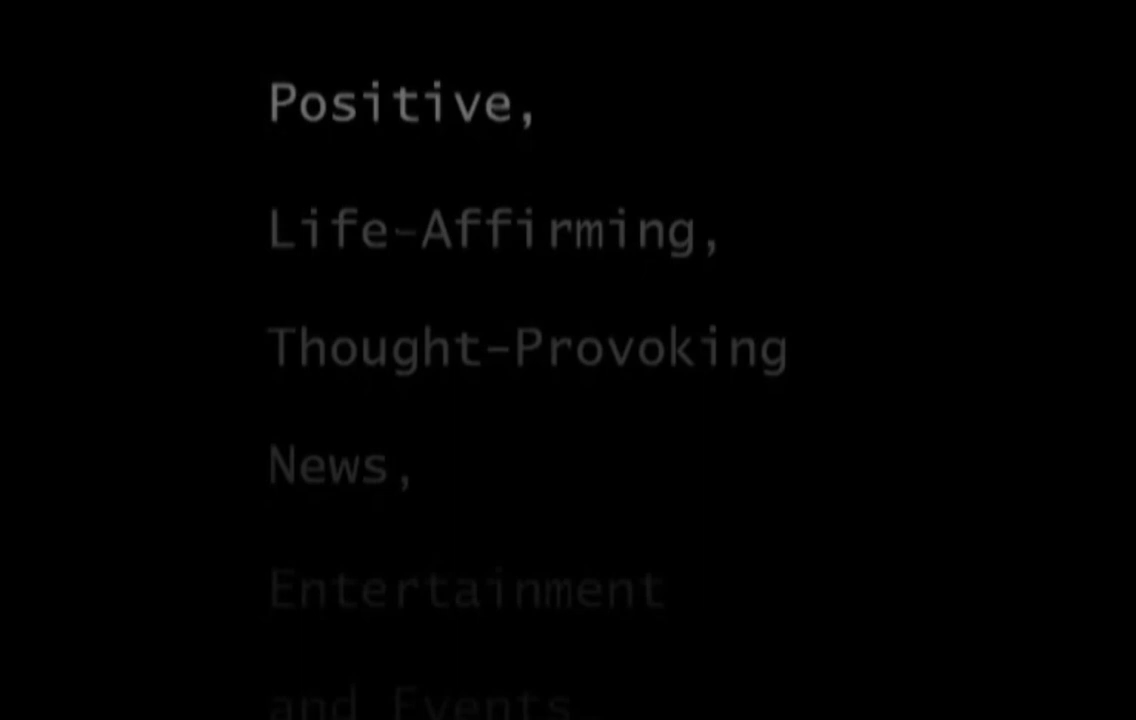 Positive,
Life-Affirming,
Thought-Provoking
News,
Entertainment
and Events